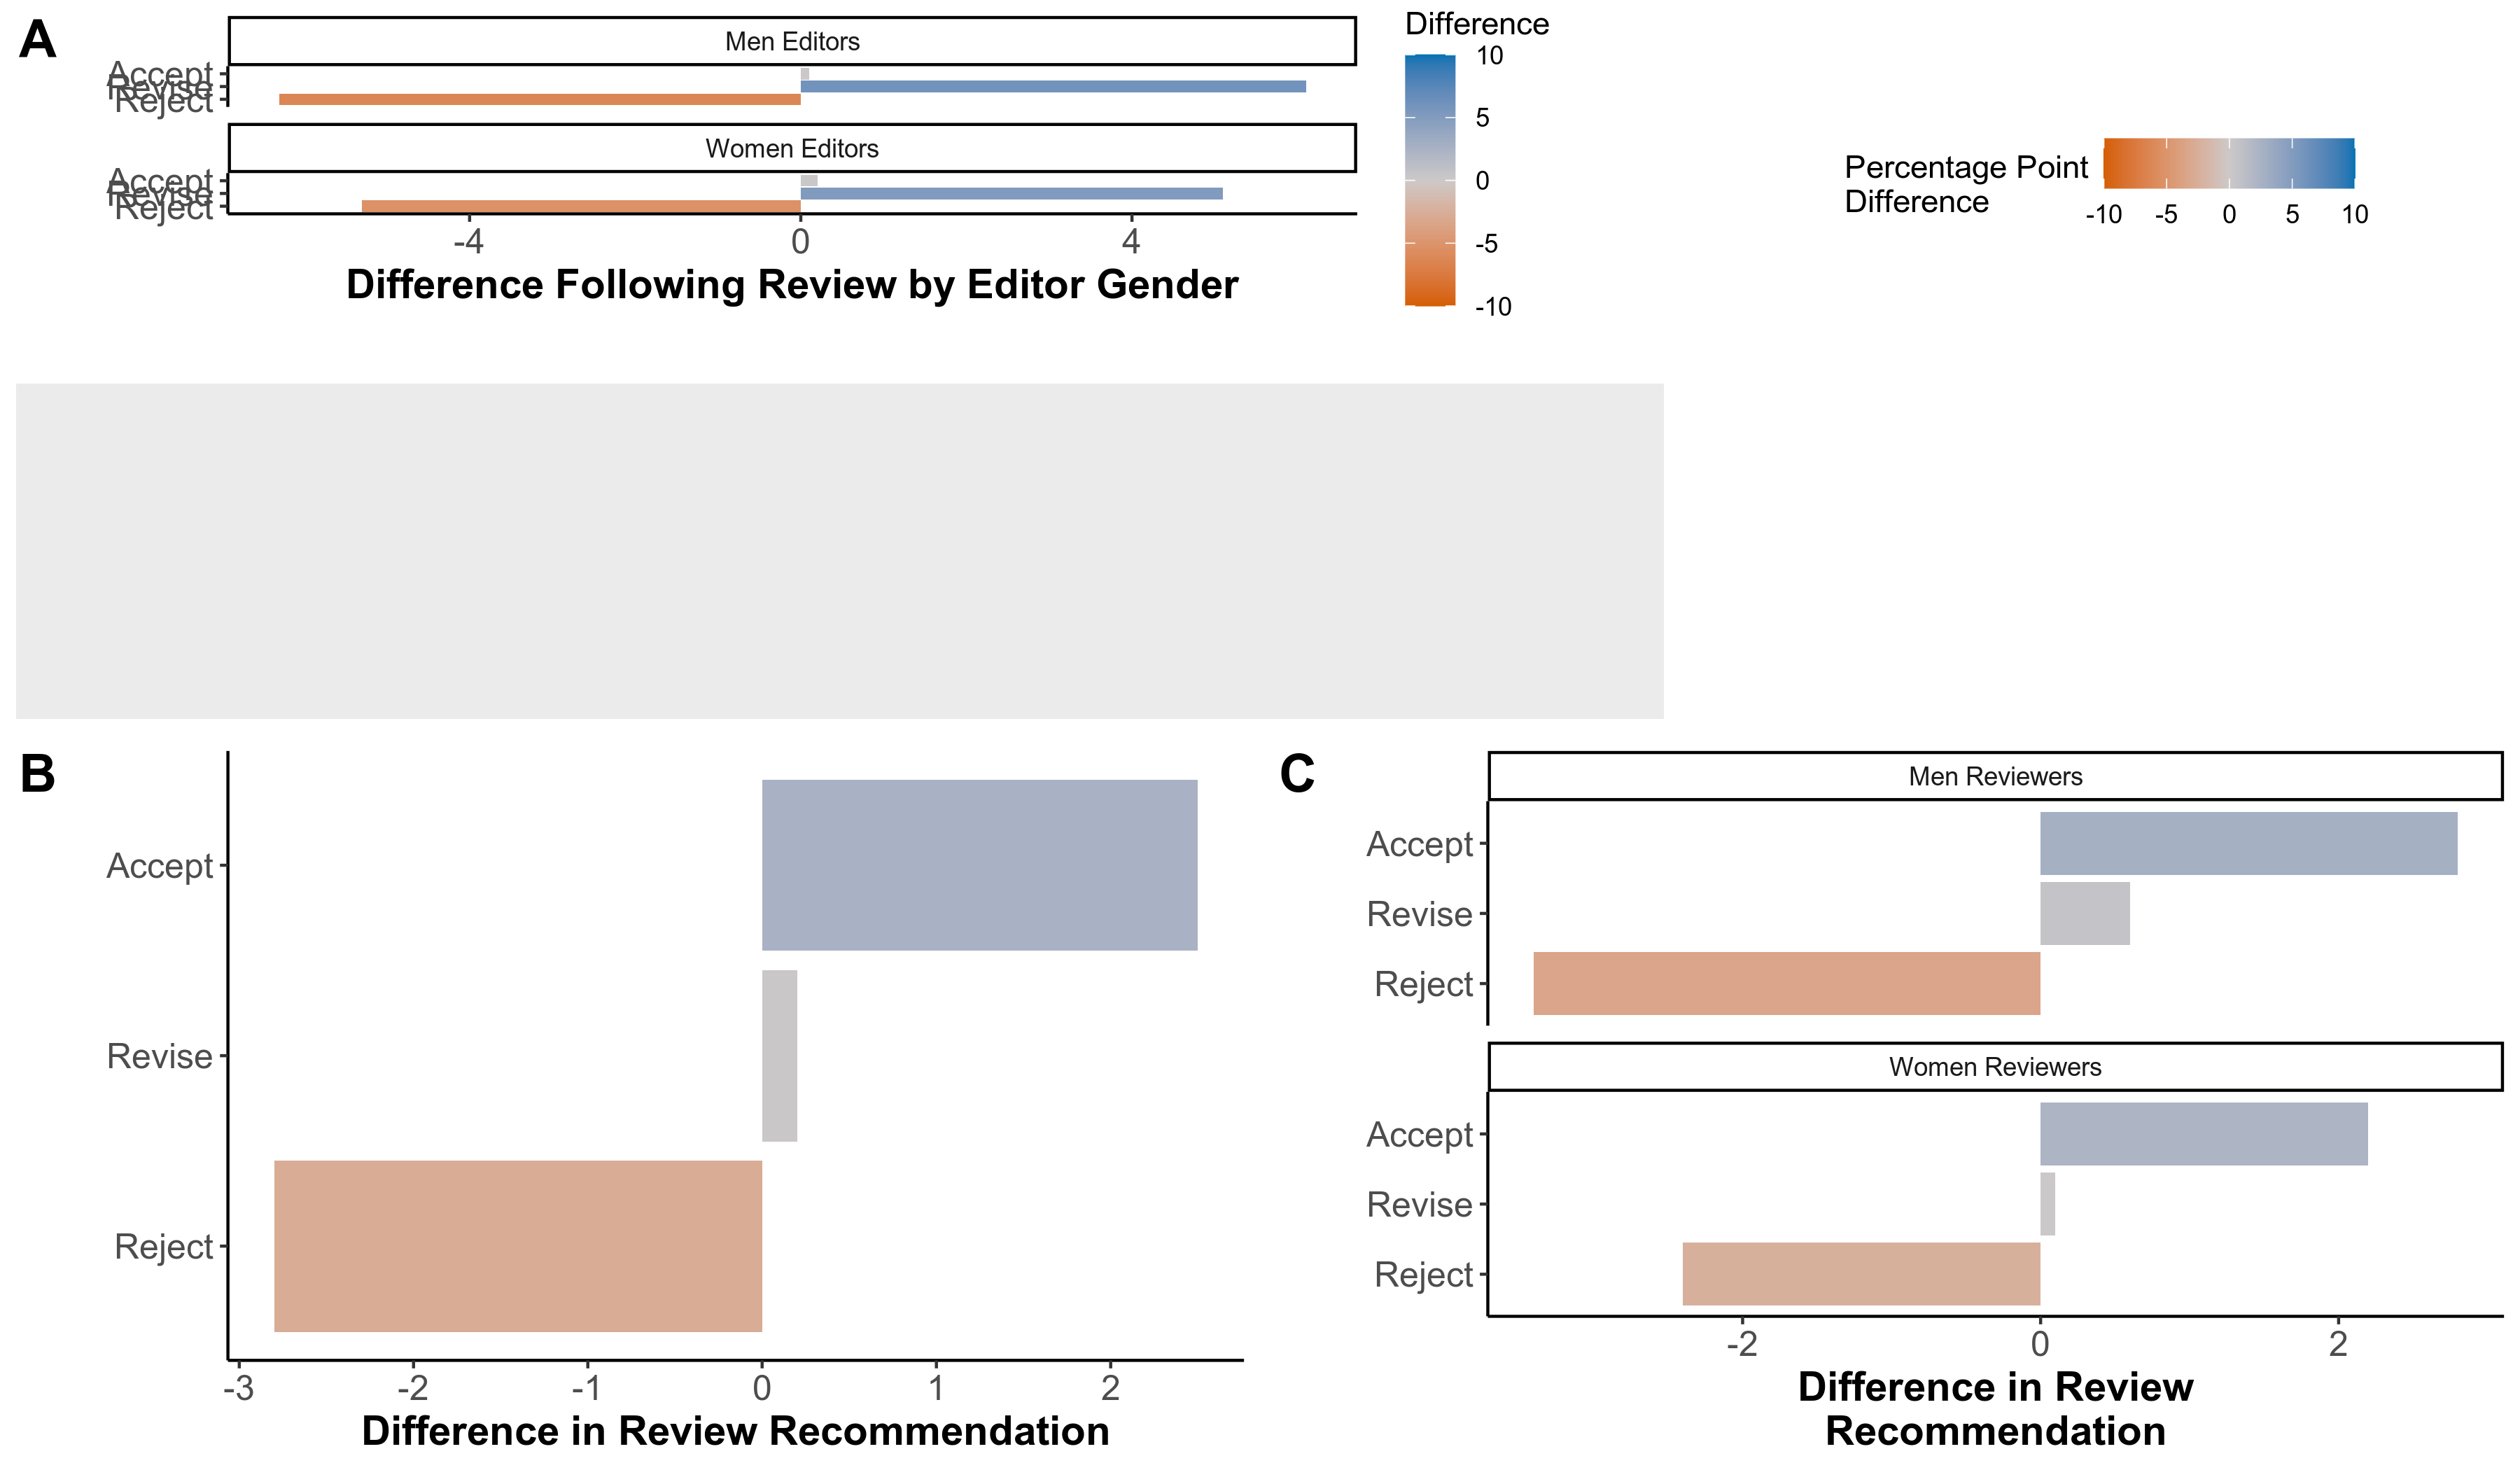 A
Men Editors
Accept
Revise
Reject
Women Editors
Accept
Revise
Reject
-4 0 4
Difference Following Review by Editor Gender
Difference
10
5
0
-5
-10
Percentage Point
Difference
-10 -5 0 5 10
B
Accept
Revise
Reject
-3 -2 -1 0 1 2
Difference in Review Recommendation
C
Men Reviewers
Accept
Revise
Reject
Women Reviewers
Accept
Revise
Reject
-2 0 2
Difference in Review
Recommendation